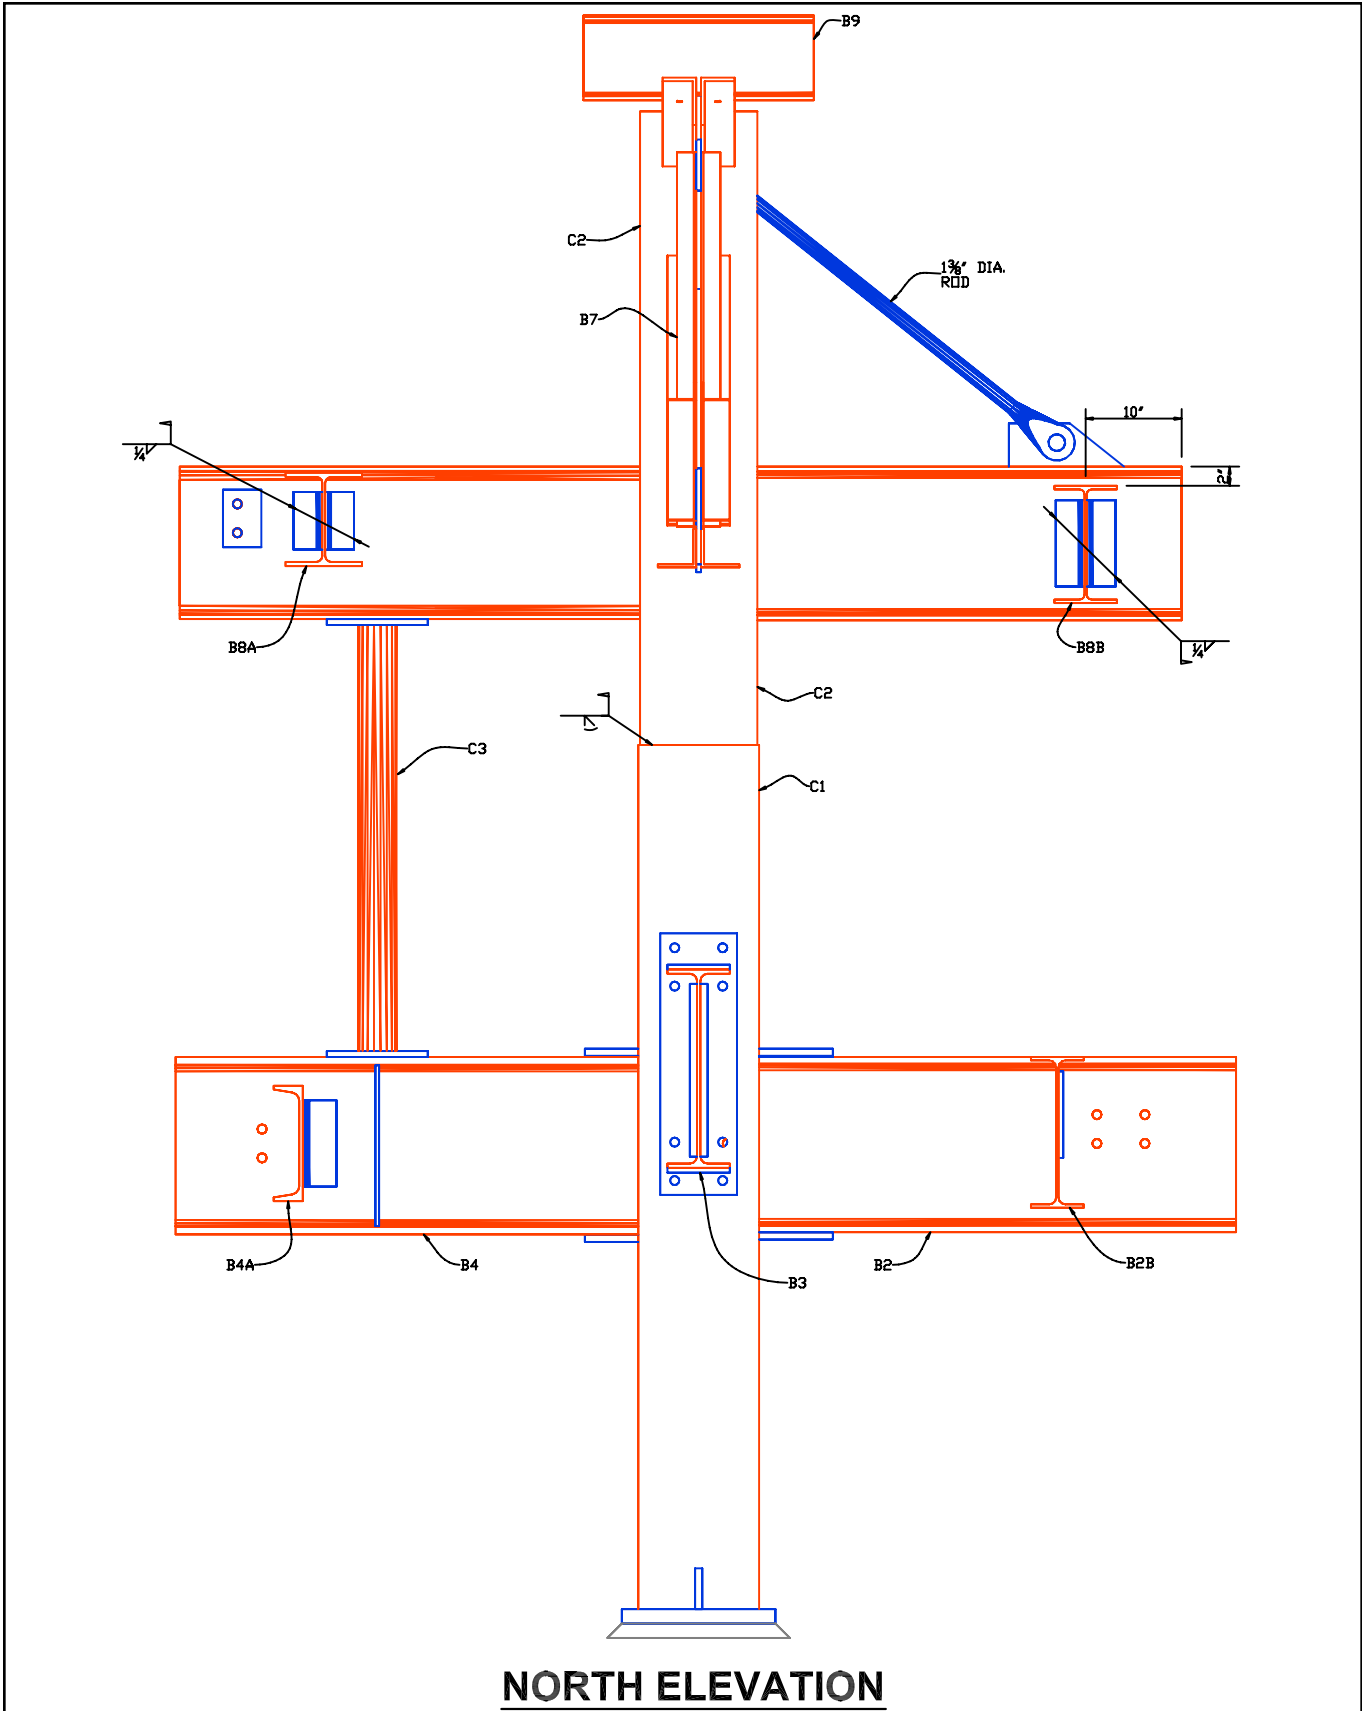 B9
C2
1⅜" DIA.
ROD
B7
10"
2"
¼
B8A
B8B
¼
C2
C3
C1
B4A
B4
B3
B2
B2B
NORTH ELEVATION